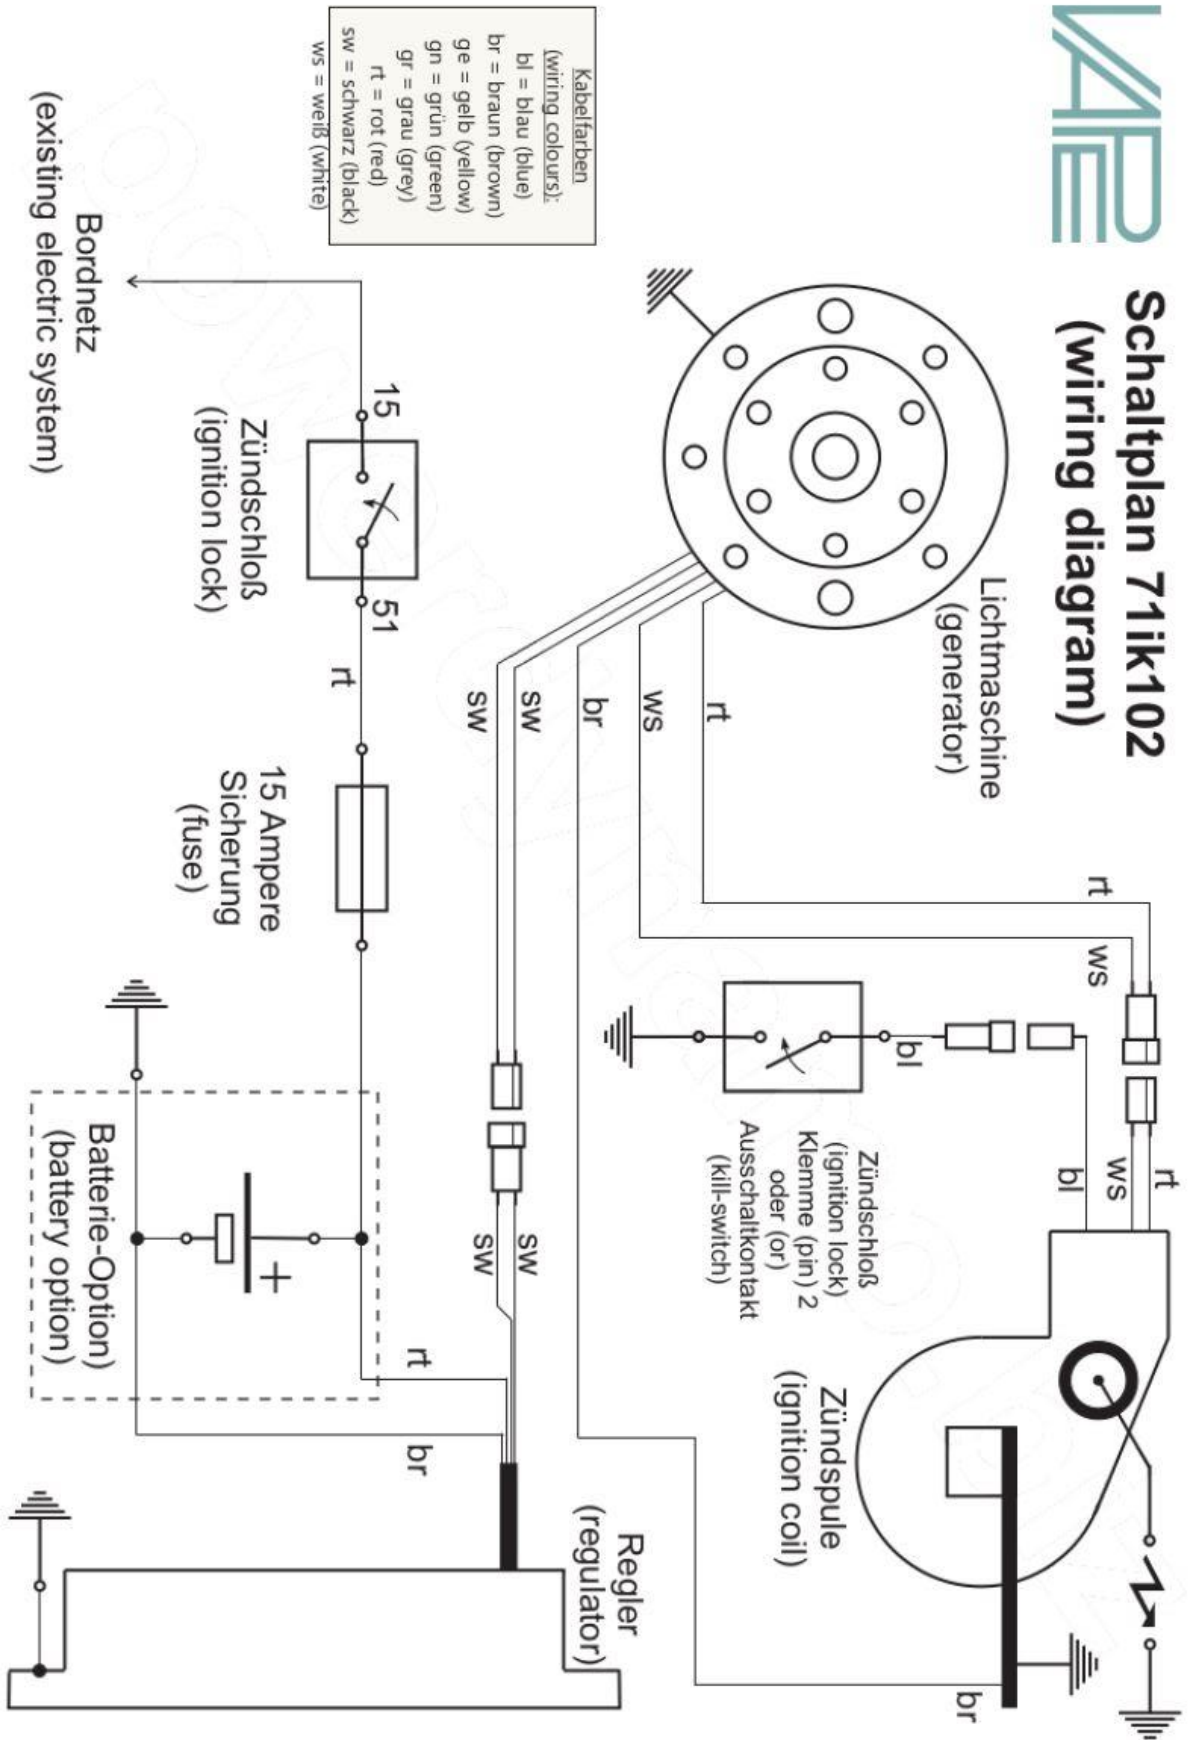 VAPE
Schaltplan 71ik102
(wiring diagram)
Lichtmaschine
(generator)
rt
ws
br
sw
sw
rt
ws
rt
ws
bl
bl
Zündschloß
(ignition lock)
Klemme (pin) 2
oder (or)
Ausschaltkontakt
(kill-switch)
Zündspule
(ignition coil)
br
Kabelfarben
(wiring colours):
bl = blau (blue)
br = braun (brown)
ge = gelb (yellow)
gn = grün (green)
gr = grau (grey)
rt = rot (red)
sw = schwarz (black)
ws = weiß (white)
sw
sw
15
51
Zündschloß
(ignition lock)
rt
15 Ampere
Sicherung
(fuse)
+
Batterie-Option)
(battery option)
rt
br
Regler
(regulator)
Bordnetz
(existing electric system)